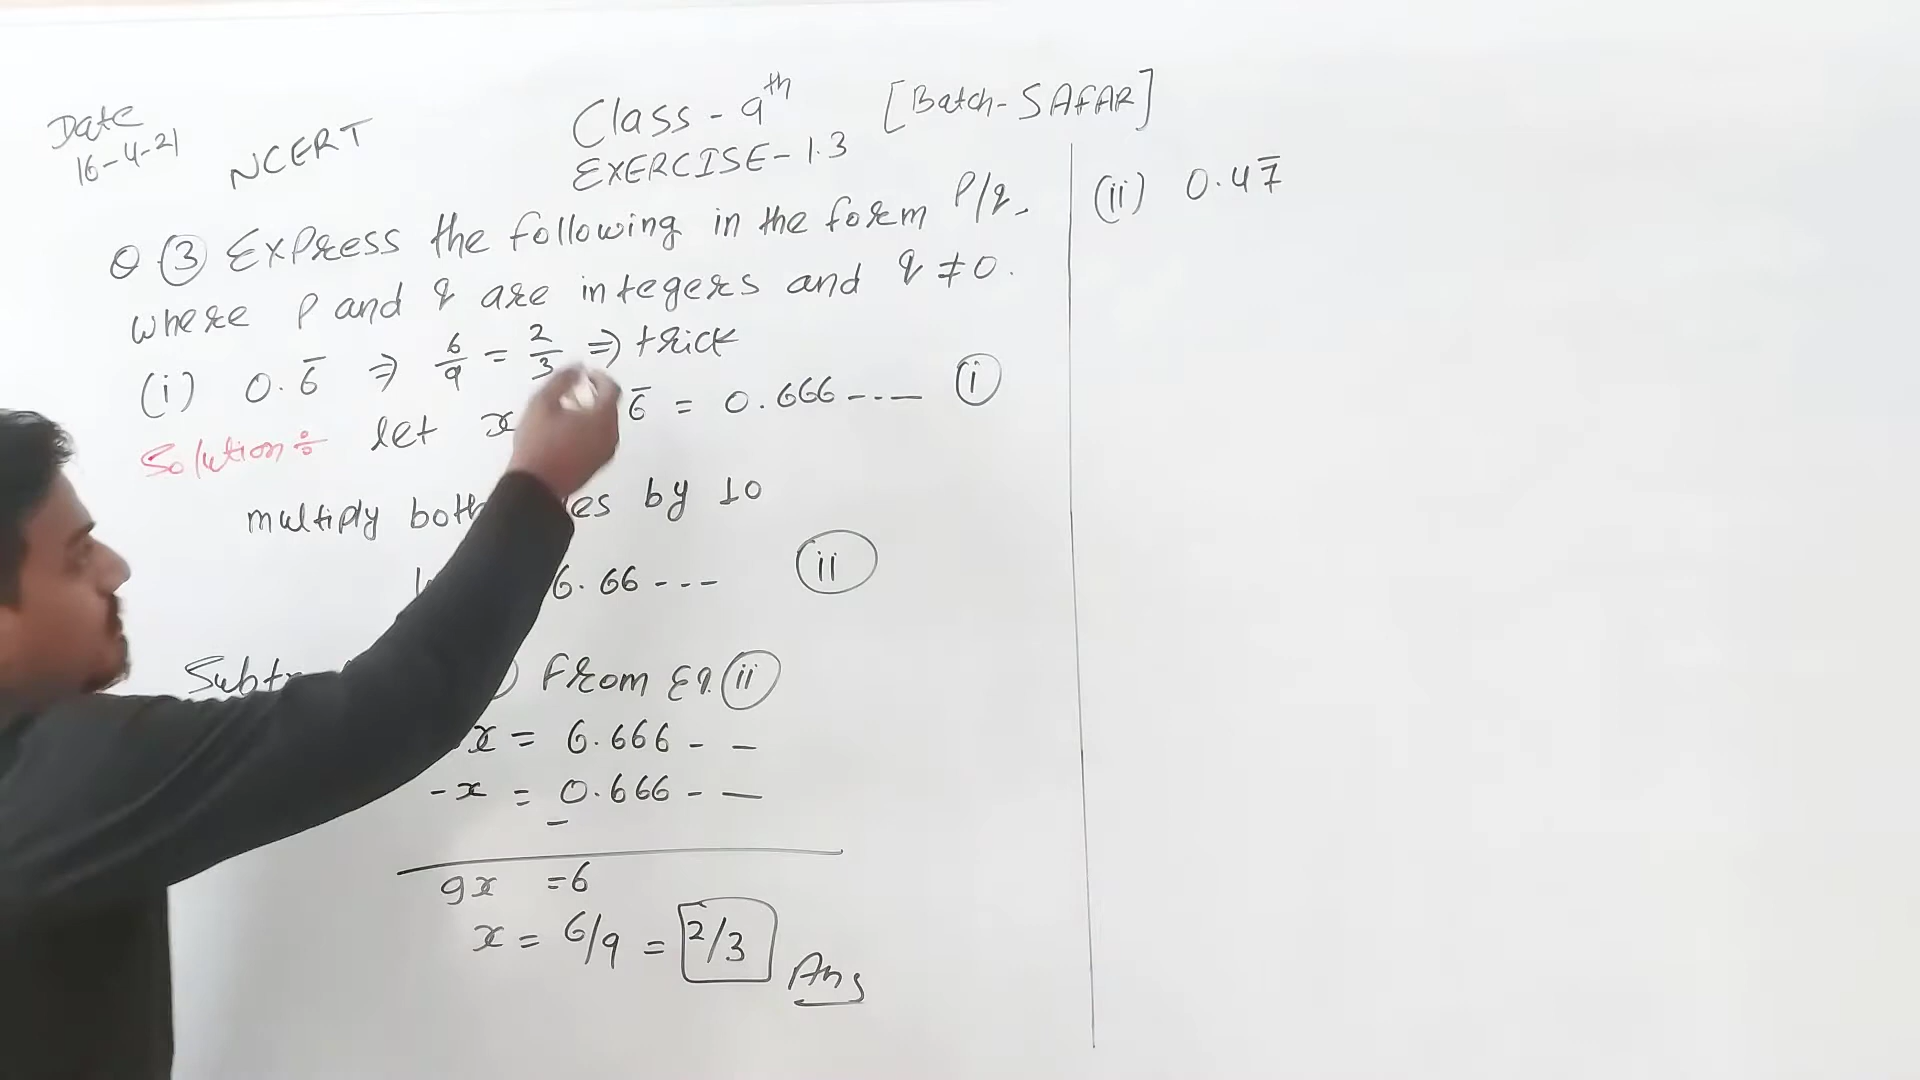 Date
16-4-21
NCERT
Class - 9th
[Batch- SAFAR]
EXERCISE- 1.3
Q ③ Express the following in the form P/q.
where p and q are integers and q ≠ 0.
(i) 0.6̅ ⇒ 6/9 = 2/3 ⇒ trick
Solution ÷ let x 6̅ = 0.666 --- (i)
multiply both by 10
6.66 --- (ii)
From Eq. (ii)
x = 6.666 - -
-x = 0.666 - -
9x = 6
x = 6/9 = 2/3 Ans
(ii) 0.47̅